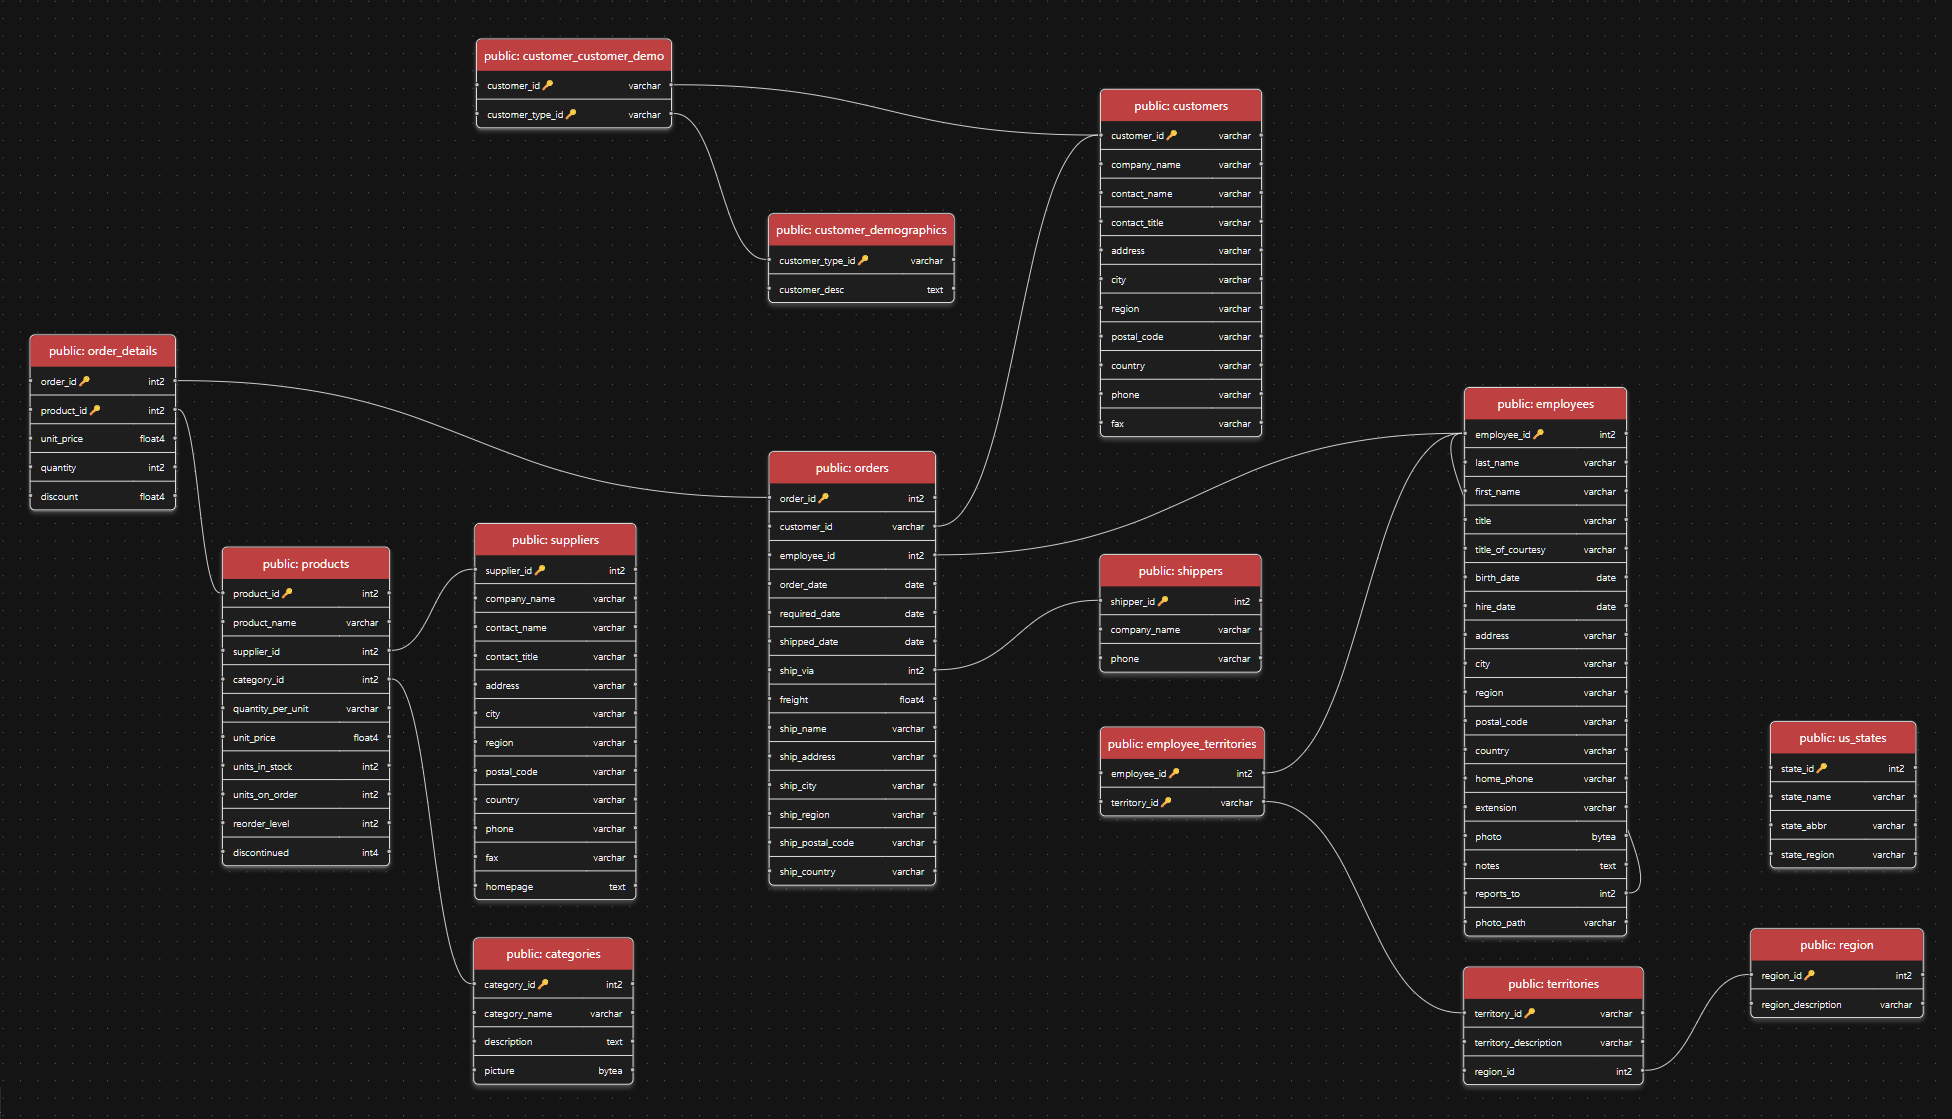 public: customer_customer_demo
customer_id varchar
customer_type_id varchar
public: customers
customer_id varchar
company_name varchar
contact_name varchar
contact_title varchar
address varchar
city varchar
region varchar
postal_code varchar
country varchar
phone varchar
fax varchar
public: customer_demographics
customer_type_id varchar
customer_desc text
public: order_details
order_id int2
product_id int2
unit_price float4
quantity int2
discount float4
public: products
product_id int2
product_name varchar
supplier_id int2
category_id int2
quantity_per_unit varchar
unit_price float4
units_in_stock int2
units_on_order int2
reorder_level int2
discontinued int4
public: suppliers
supplier_id int2
company_name varchar
contact_name varchar
contact_title varchar
address varchar
city varchar
region varchar
postal_code varchar
country varchar
phone varchar
fax varchar
homepage text
public: categories
category_id int2
category_name varchar
description text
picture bytea
public: orders
order_id int2
customer_id varchar
employee_id int2
order_date date
required_date date
shipped_date date
ship_via int2
freight float4
ship_name varchar
ship_address varchar
ship_city varchar
ship_region varchar
ship_postal_code varchar
ship_country varchar
public: shippers
shipper_id int2
company_name varchar
phone varchar
public: employee_territories
employee_id int2
territory_id varchar
public: employees
employee_id int2
last_name varchar
first_name varchar
title varchar
title_of_courtesy varchar
birth_date date
hire_date date
address varchar
city varchar
region varchar
postal_code varchar
country varchar
home_phone varchar
extension varchar
photo bytea
notes text
reports_to int2
photo_path varchar
public: territories
territory_id varchar
territory_description varchar
region_id int2
public: us_states
state_id int2
state_name varchar
state_abbr varchar
state_region varchar
public: region
region_id int2
region_description varchar